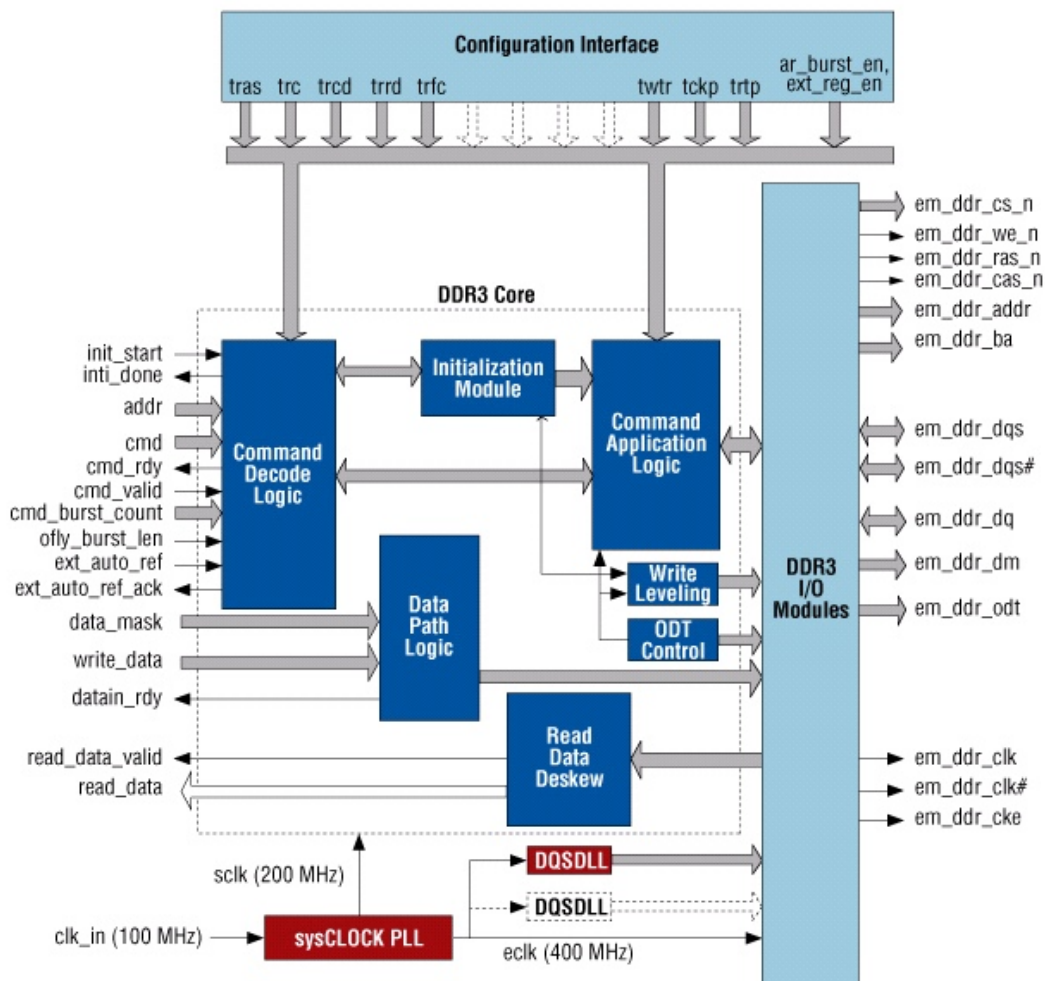 Configuration Interface
ar_burst_en,
ext_reg_en
tras trc trcd trrd trfc twtr tckp trtp
DDR3 Core
init_start
inti_done
addr
cmd
cmd_rdy
cmd_valid
cmd_burst_count
ofly_burst_len
ext_auto_ref
ext_auto_ref_ack
data_mask
write_data
datain_rdy
read_data_valid
read_data
Command
Decode
Logic
Initialization
Module
Command
Application
Logic
Data
Path
Logic
Write
Leveling
ODT
Control
Read
Data
Deskew
DDR3
I/O
Modules
em_ddr_cs_n
em_ddr_we_n
em_ddr_ras_n
em_ddr_cas_n
em_ddr_addr
em_ddr_ba
em_ddr_dqs
em_ddr_dqs#
em_ddr_dq
em_ddr_dm
em_ddr_odt
em_ddr_clk
em_ddr_clk#
em_ddr_cke
sclk (200 MHz)
DQSDLL
DQSDLL
clk_in (100 MHz)
sysCLOCK PLL
eclk (400 MHz)